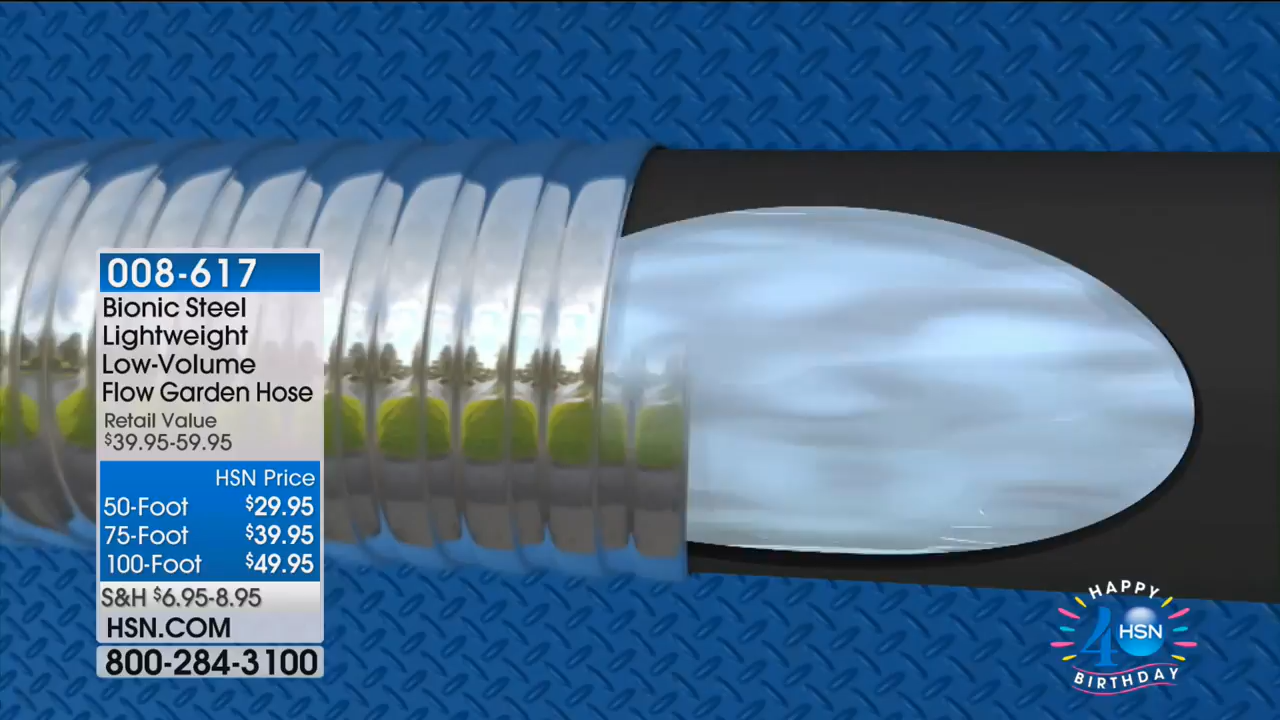 008-617
Bionic Steel
Lightweight
Low-Volume
Flow Garden Hose
Retail Value
$39.95-59.95
HSN Price
50-Foot $29.95
75-Foot $39.95
100-Foot $49.95
S&H $6.95-8.95
HSN.COM
800-284-3100
HAPPY
40 HSN
BIRTHDAY